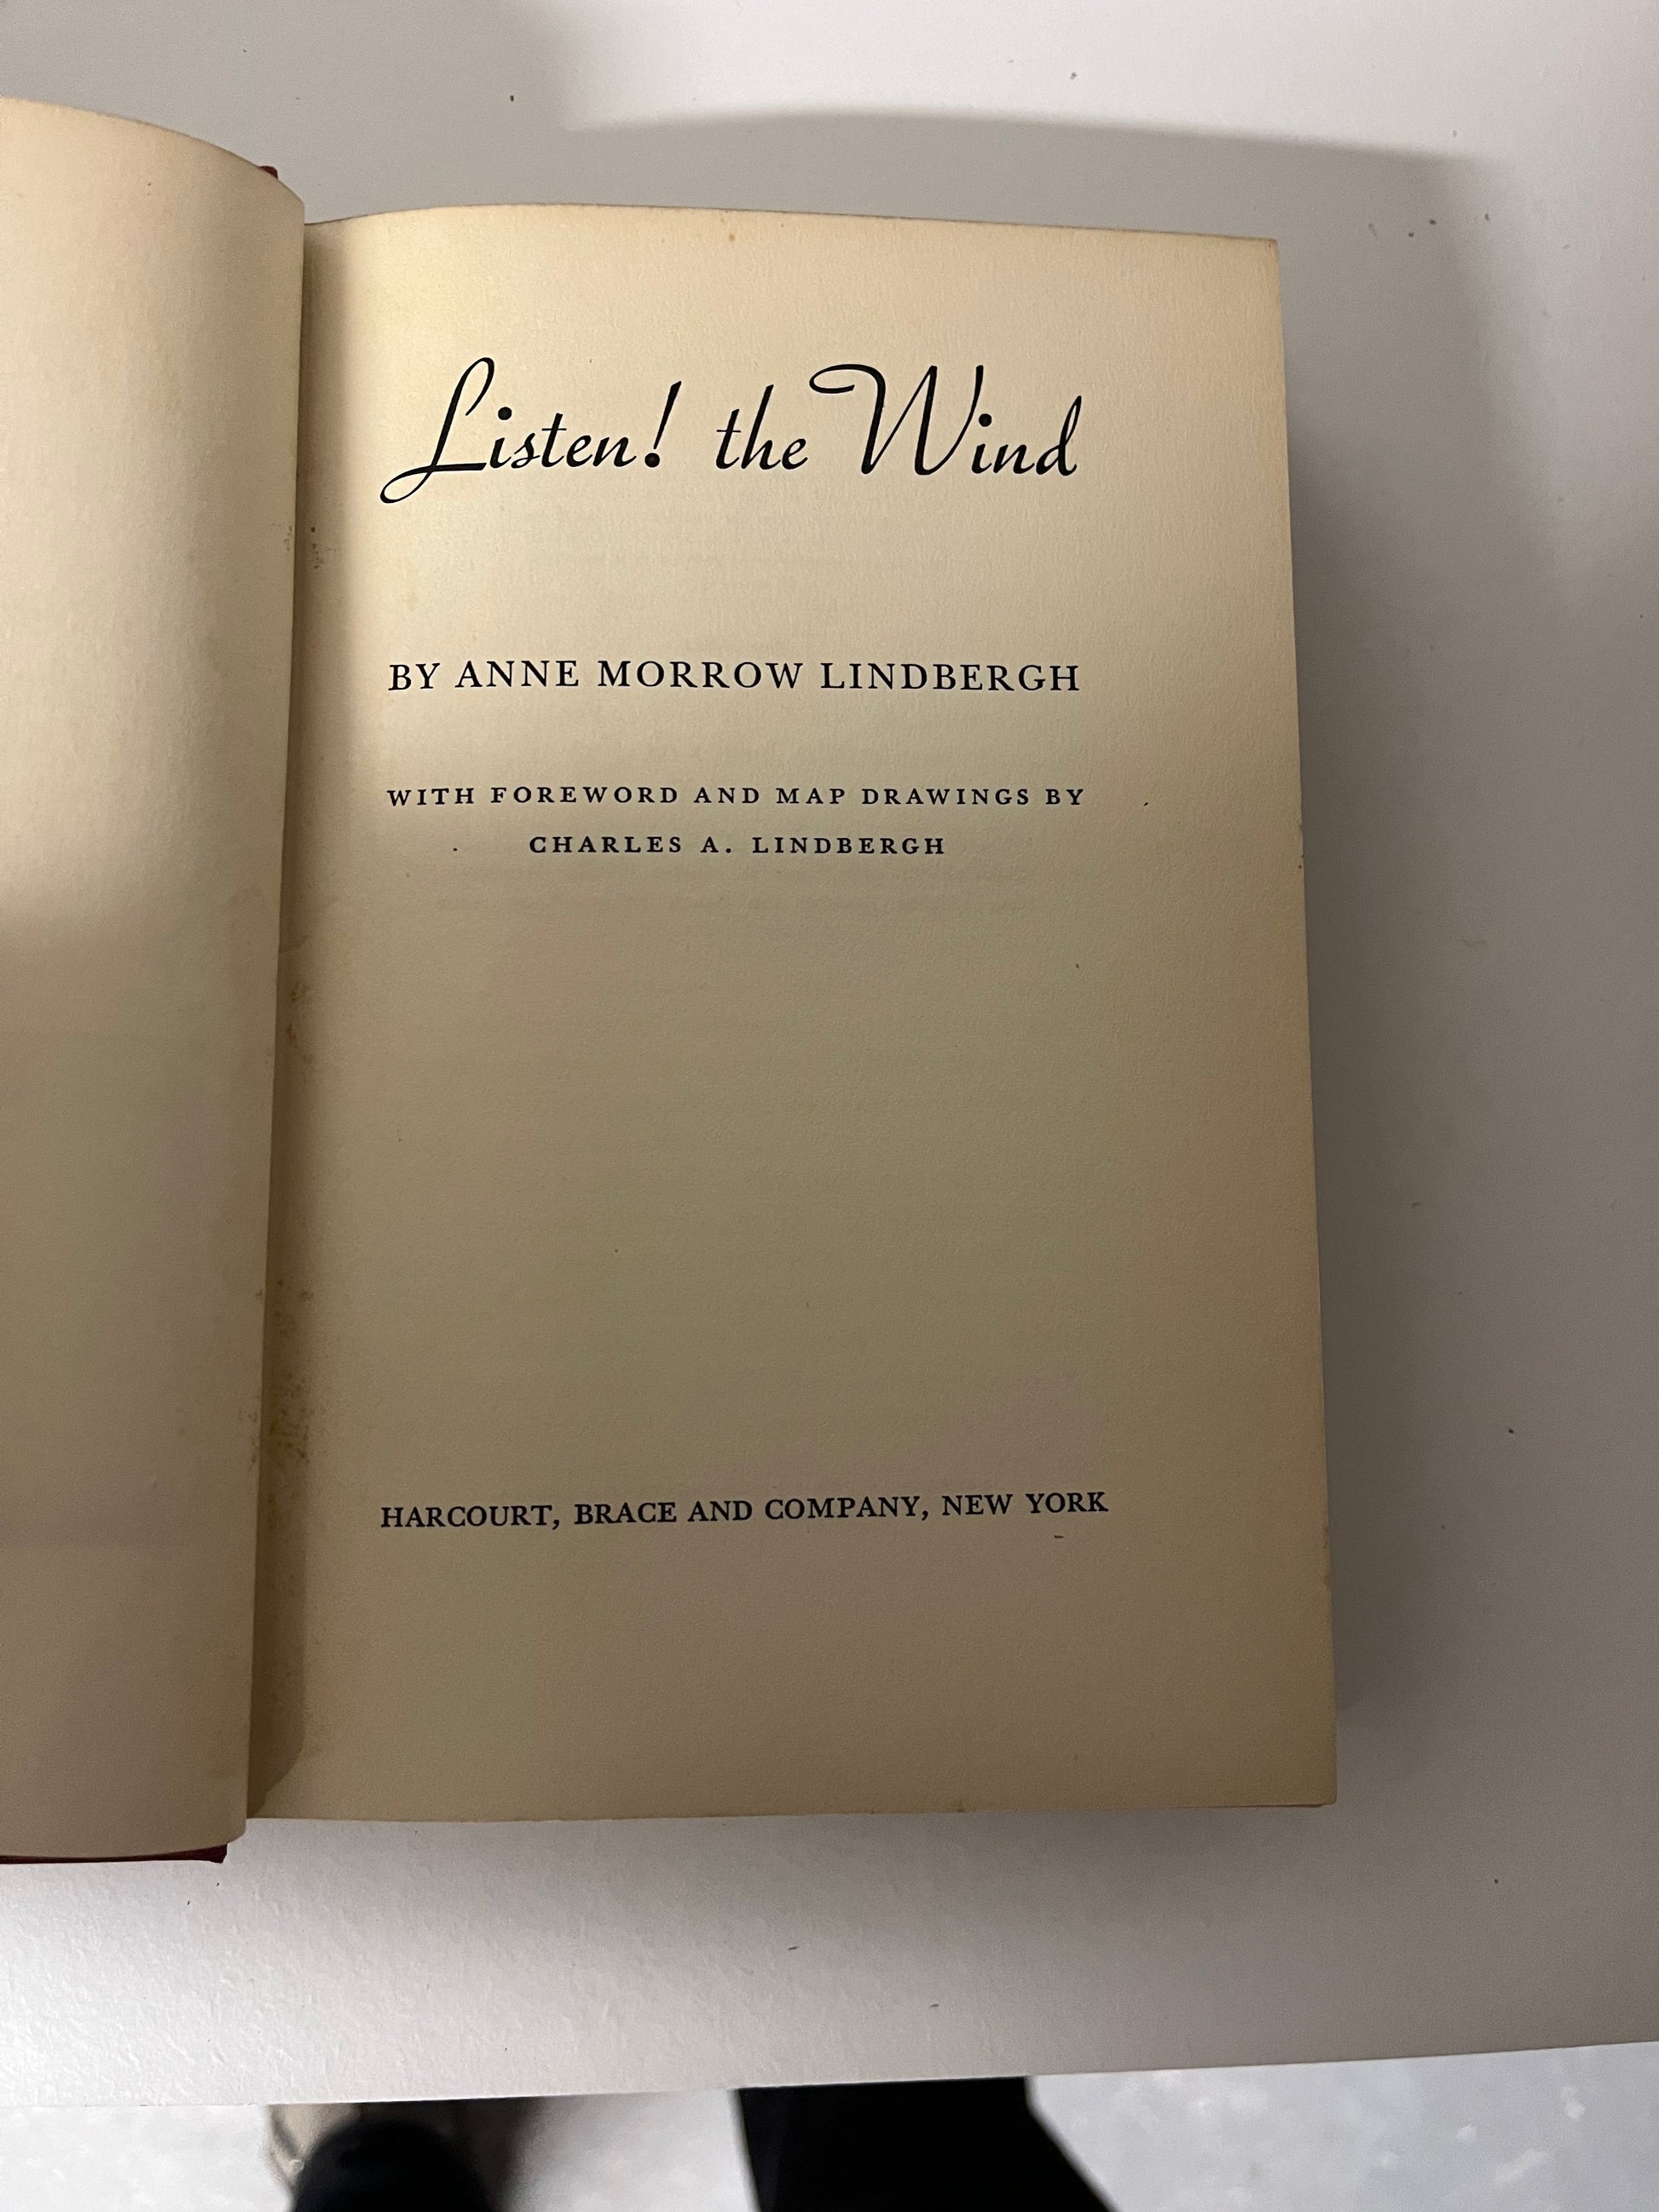 Listen! the Wind
BY ANNE MORROW LINDBERGH
WITH FOREWORD AND MAP DRAWINGS BY
CHARLES A. LINDBERGH
HARCOURT, BRACE AND COMPANY, NEW YORK